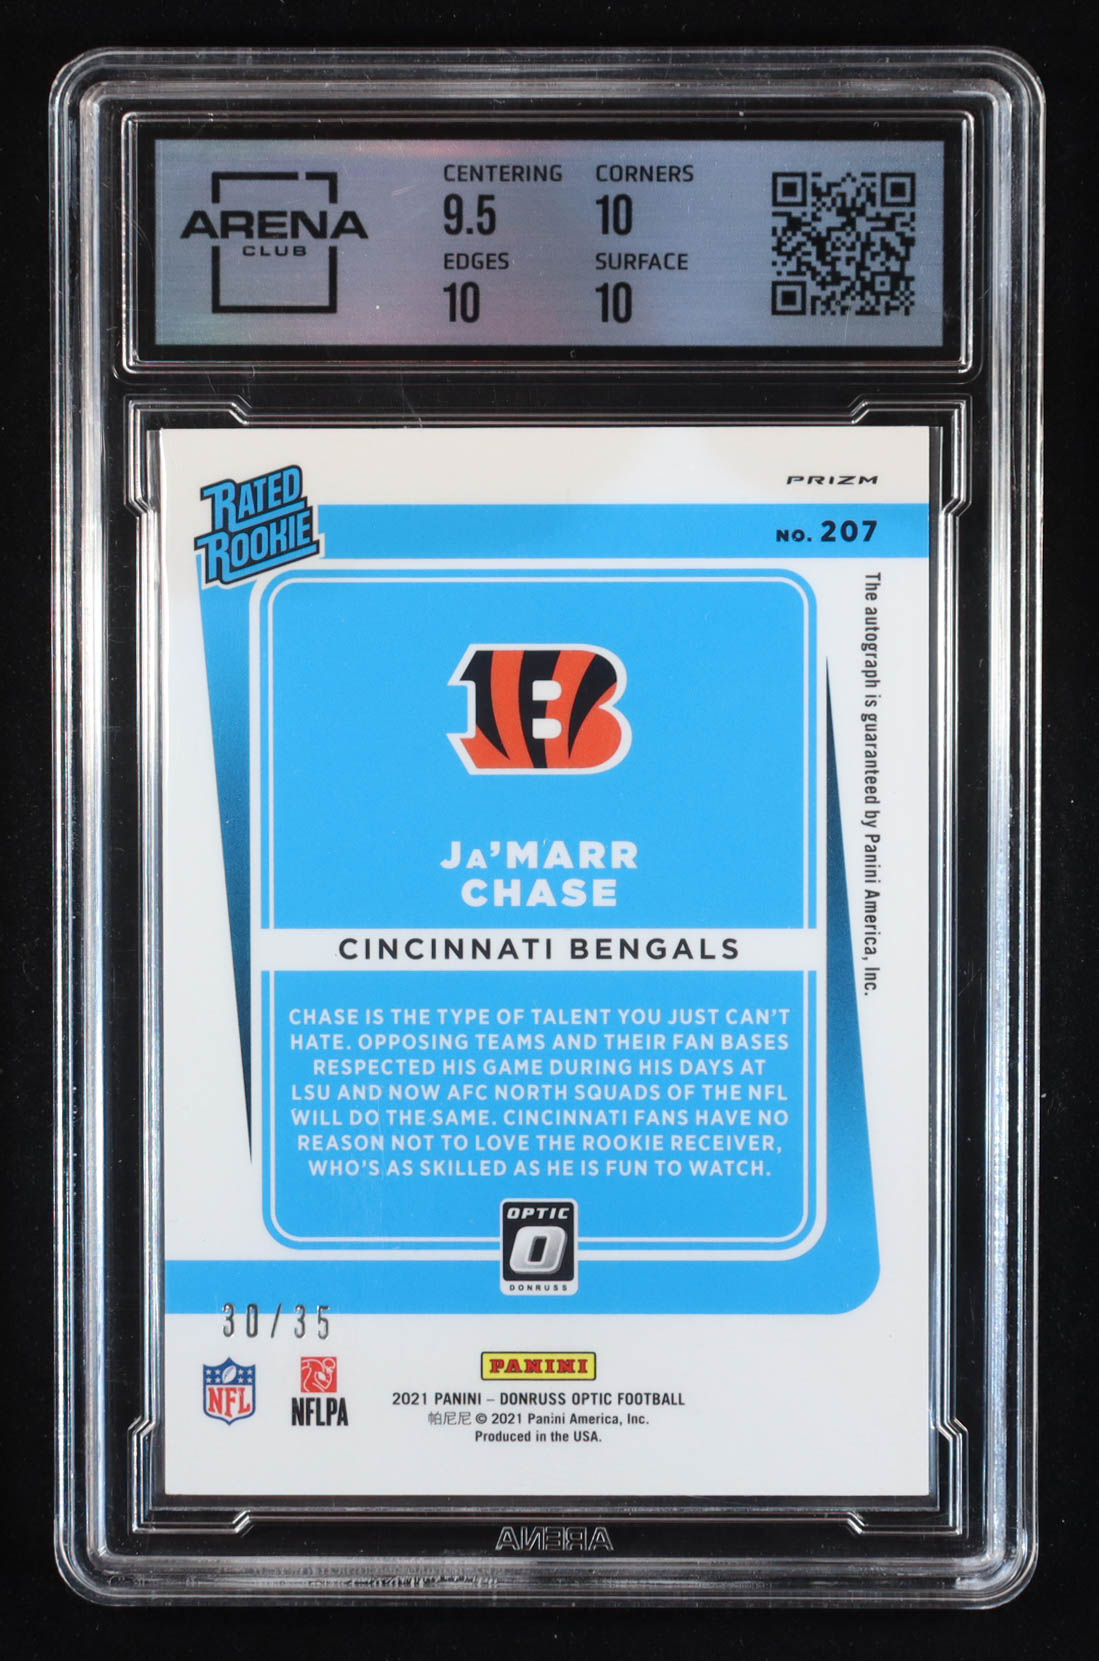 ARENA
CLUB
CENTERING
9.5
CORNERS
10
EDGES
10
SURFACE
10
RATED
ROOKIE
PRIZM
NO. 207
The autograph is guaranteed by Panini America, Inc.
B
JA'MARR
CHASE
CINCINNATI BENGALS
CHASE IS THE TYPE OF TALENT YOU JUST CAN'T
HATE. OPPOSING TEAMS AND THEIR FAN BASES
RESPECTED HIS GAME DURING HIS DAYS AT
LSU AND NOW AFC NORTH SQUADS OF THE NFL
WILL DO THE SAME. CINCINNATI FANS HAVE NO
REASON NOT TO LOVE THE ROOKIE RECEIVER,
WHO'S AS SKILLED AS HE IS FUN TO WATCH.
OPTIC
O
DONRUSS
30/35
NFL
NFLPA
PANINI
2021 PANINI – DONRUSS OPTIC FOOTBALL
帕尼尼 © 2021 Panini America, Inc.
Produced in the USA.
ARENA